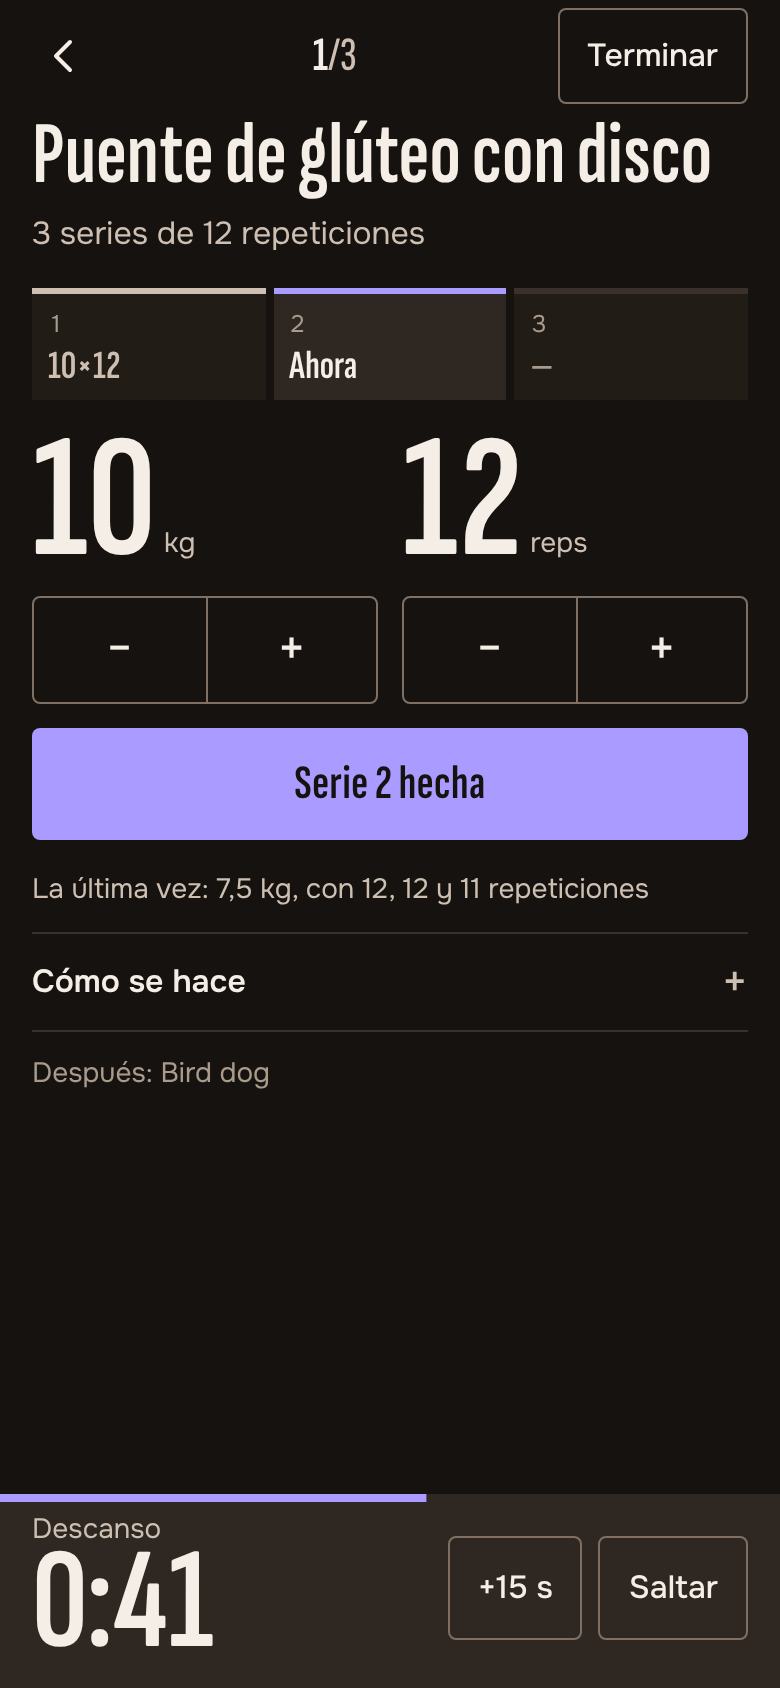 1/3
Terminar
Puente de glúteo con disco
3 series de 12 repeticiones
1
10×12
2
Ahora
3
–
10 kg
12 reps
− + − +
Serie 2 hecha
La última vez: 7,5 kg, con 12, 12 y 11 repeticiones
Cómo se hace +
Después: Bird dog
Descanso
0:41
+15 s
Saltar